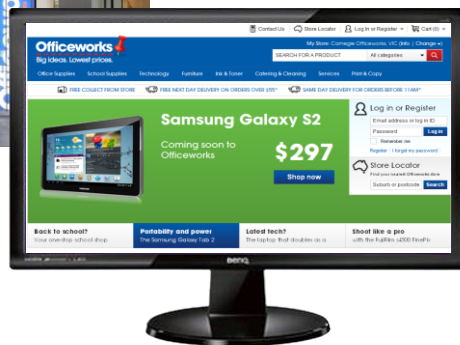 Contact Us Store Locator Log in or Register Cart (0)
Officeworks
Big ideas. Lowest prices.
My Store: Carnegie Officeworks, VIC (Info | Change)
SEARCH FOR A PRODUCT All categories
Office Supplies School Supplies Technology Furniture Ink & Toner Catering & Cleaning Services Print & Copy
FREE COLLECT FROM STORE FREE NEXT DAY DELIVERY ON ORDERS OVER $55* SAME DAY DELIVERY FOR ORDERS BEFORE 11AM*
Samsung Galaxy S2
Coming soon to
Officeworks
$297
Shop now
Log in or Register
Email address or log in ID
Password Log in
Remember me
Register I forgot my password
Store Locator
Find your nearest Officeworks store
Suburb or postcode Search
Back to school?
Your one-stop school shop
Portability and power
The Samsung Galaxy Tab 2
Latest tech?
The laptop that doubles as a
Shoot like a pro
with the Fujifilm
BenQ